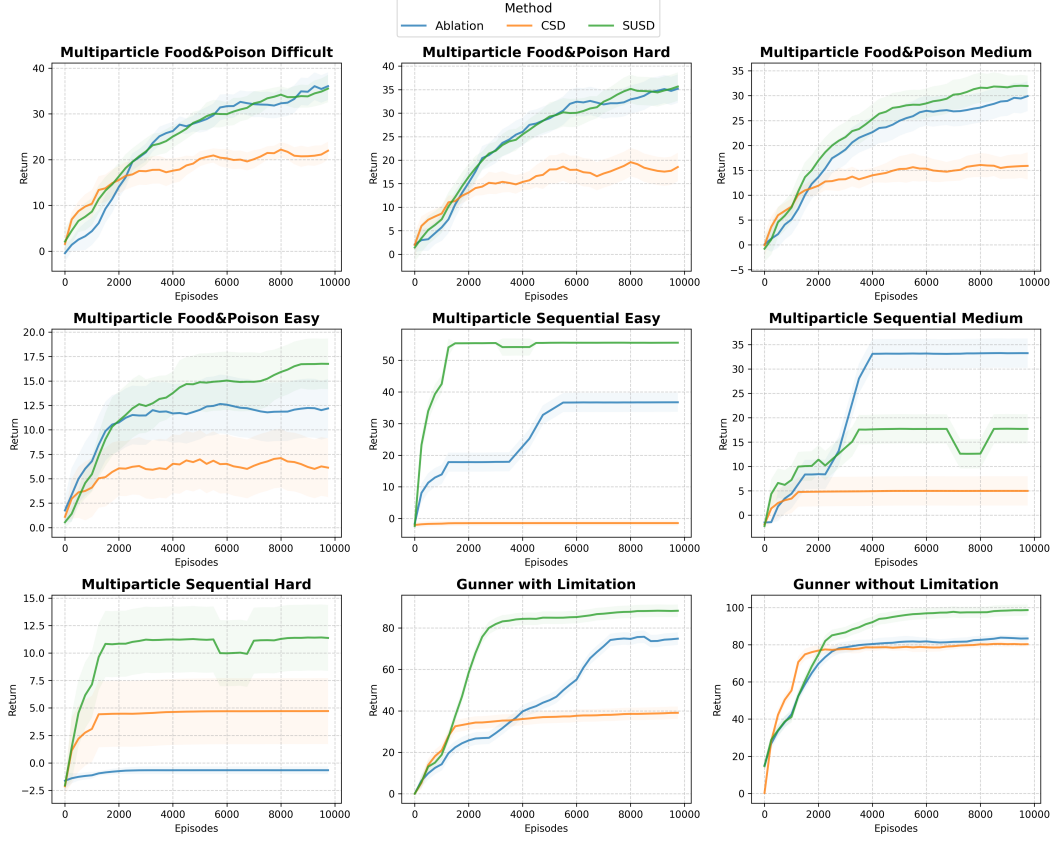 Method
Ablation CSD SUSD
Multiparticle Food&Poison Difficult
Return
40
30
20
10
0
0 2000 4000 6000 8000 10000
Episodes
Multiparticle Food&Poison Hard
Return
40
35
30
25
20
15
10
5
0
0 2000 4000 6000 8000 10000
Episodes
Multiparticle Food&Poison Medium
Return
35
30
25
20
15
10
5
0
−5
0 2000 4000 6000 8000 10000
Episodes
Multiparticle Food&Poison Easy
Return
20.0
17.5
15.0
12.5
10.0
7.5
5.0
2.5
0.0
0 2000 4000 6000 8000 10000
Episodes
Multiparticle Sequential Easy
Return
50
40
30
20
10
0
0 2000 4000 6000 8000 10000
Episodes
Multiparticle Sequential Medium
Return
35
30
25
20
15
10
5
0
0 2000 4000 6000 8000 10000
Episodes
Multiparticle Sequential Hard
Return
15.0
12.5
10.0
7.5
5.0
2.5
0.0
−2.5
0 2000 4000 6000 8000 10000
Episodes
Gunner with Limitation
Return
80
60
40
20
0
0 2000 4000 6000 8000 10000
Episodes
Gunner without Limitation
Return
100
80
60
40
20
0
0 2000 4000 6000 8000 10000
Episodes